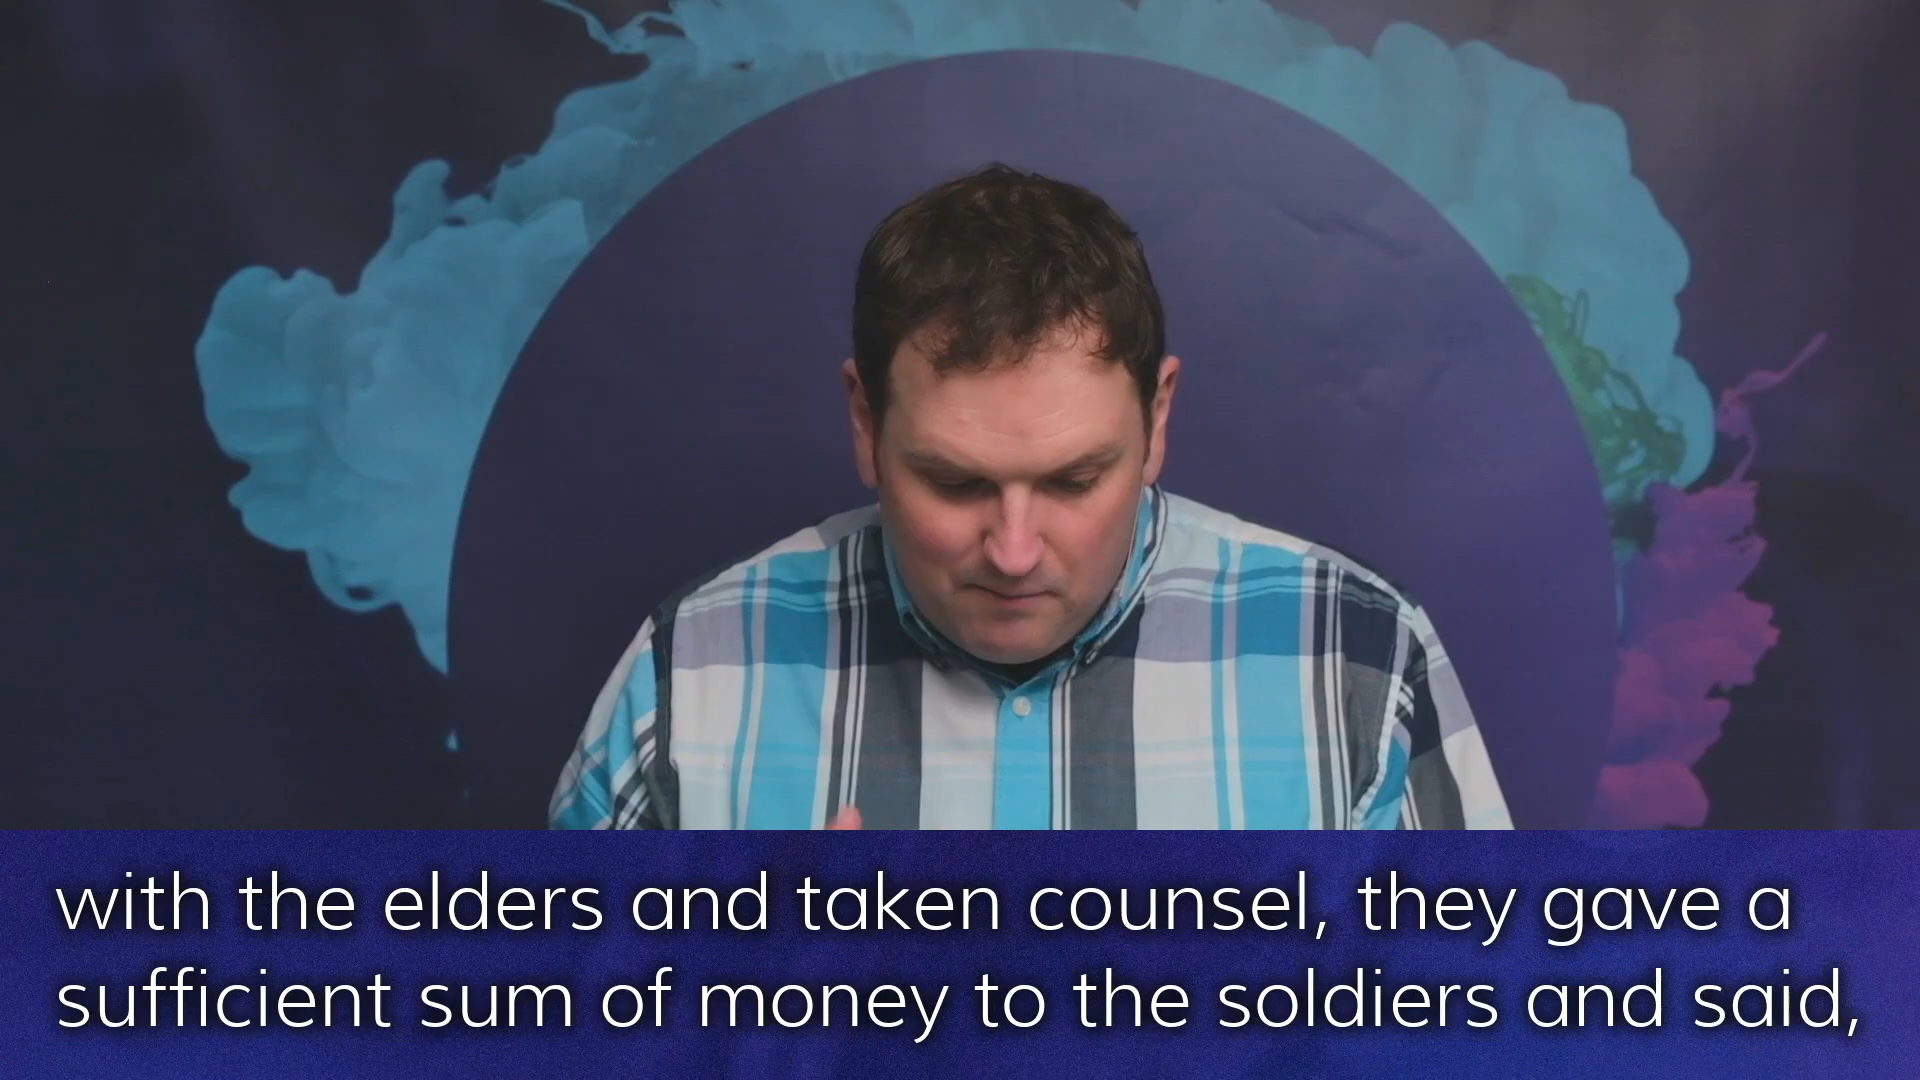 with the elders and taken counsel, they gave a
sufficient sum of money to the soldiers and said,